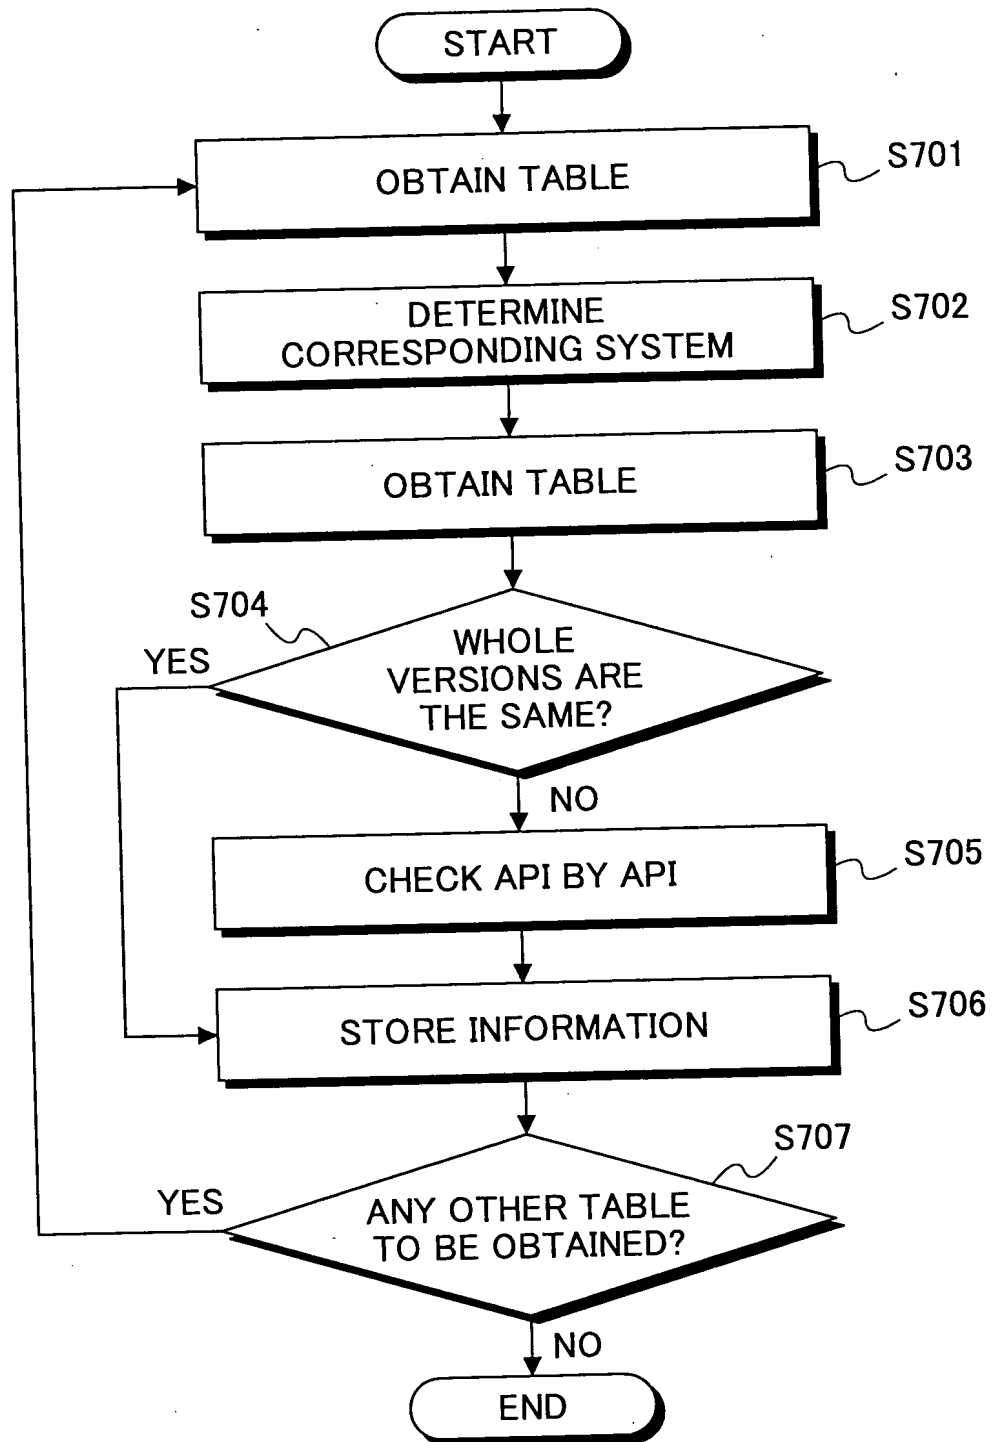 START
OBTAIN TABLE
S701
DETERMINE
CORRESPONDING SYSTEM
S702
OBTAIN TABLE
S703
S704
YES
WHOLE
VERSIONS ARE
THE SAME?
NO
CHECK API BY API
S705
STORE INFORMATION
S706
S707
YES
ANY OTHER TABLE
TO BE OBTAINED?
NO
END